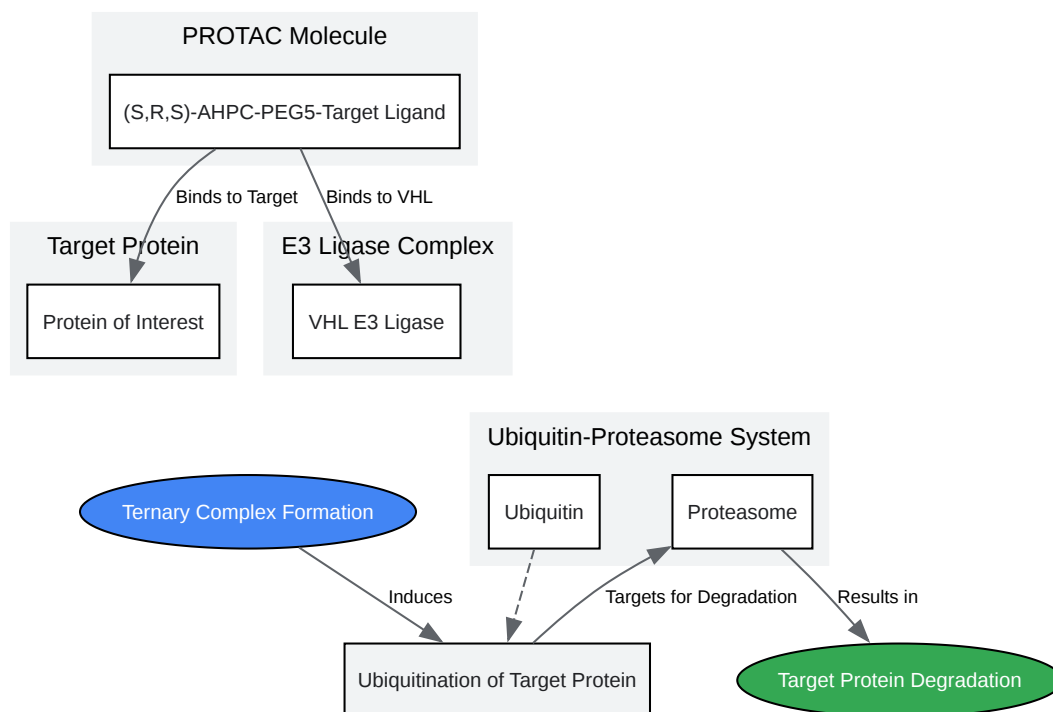 PROTAC Molecule
(S,R,S)-AHPC-PEG5-Target Ligand
Binds to Target
Binds to VHL
Target Protein
E3 Ligase Complex
Protein of Interest
VHL E3 Ligase
Ubiquitin-Proteasome System
Ternary Complex Formation
Ubiquitin
Proteasome
Induces
Targets for Degradation
Results in
Ubiquitination of Target Protein
Target Protein Degradation